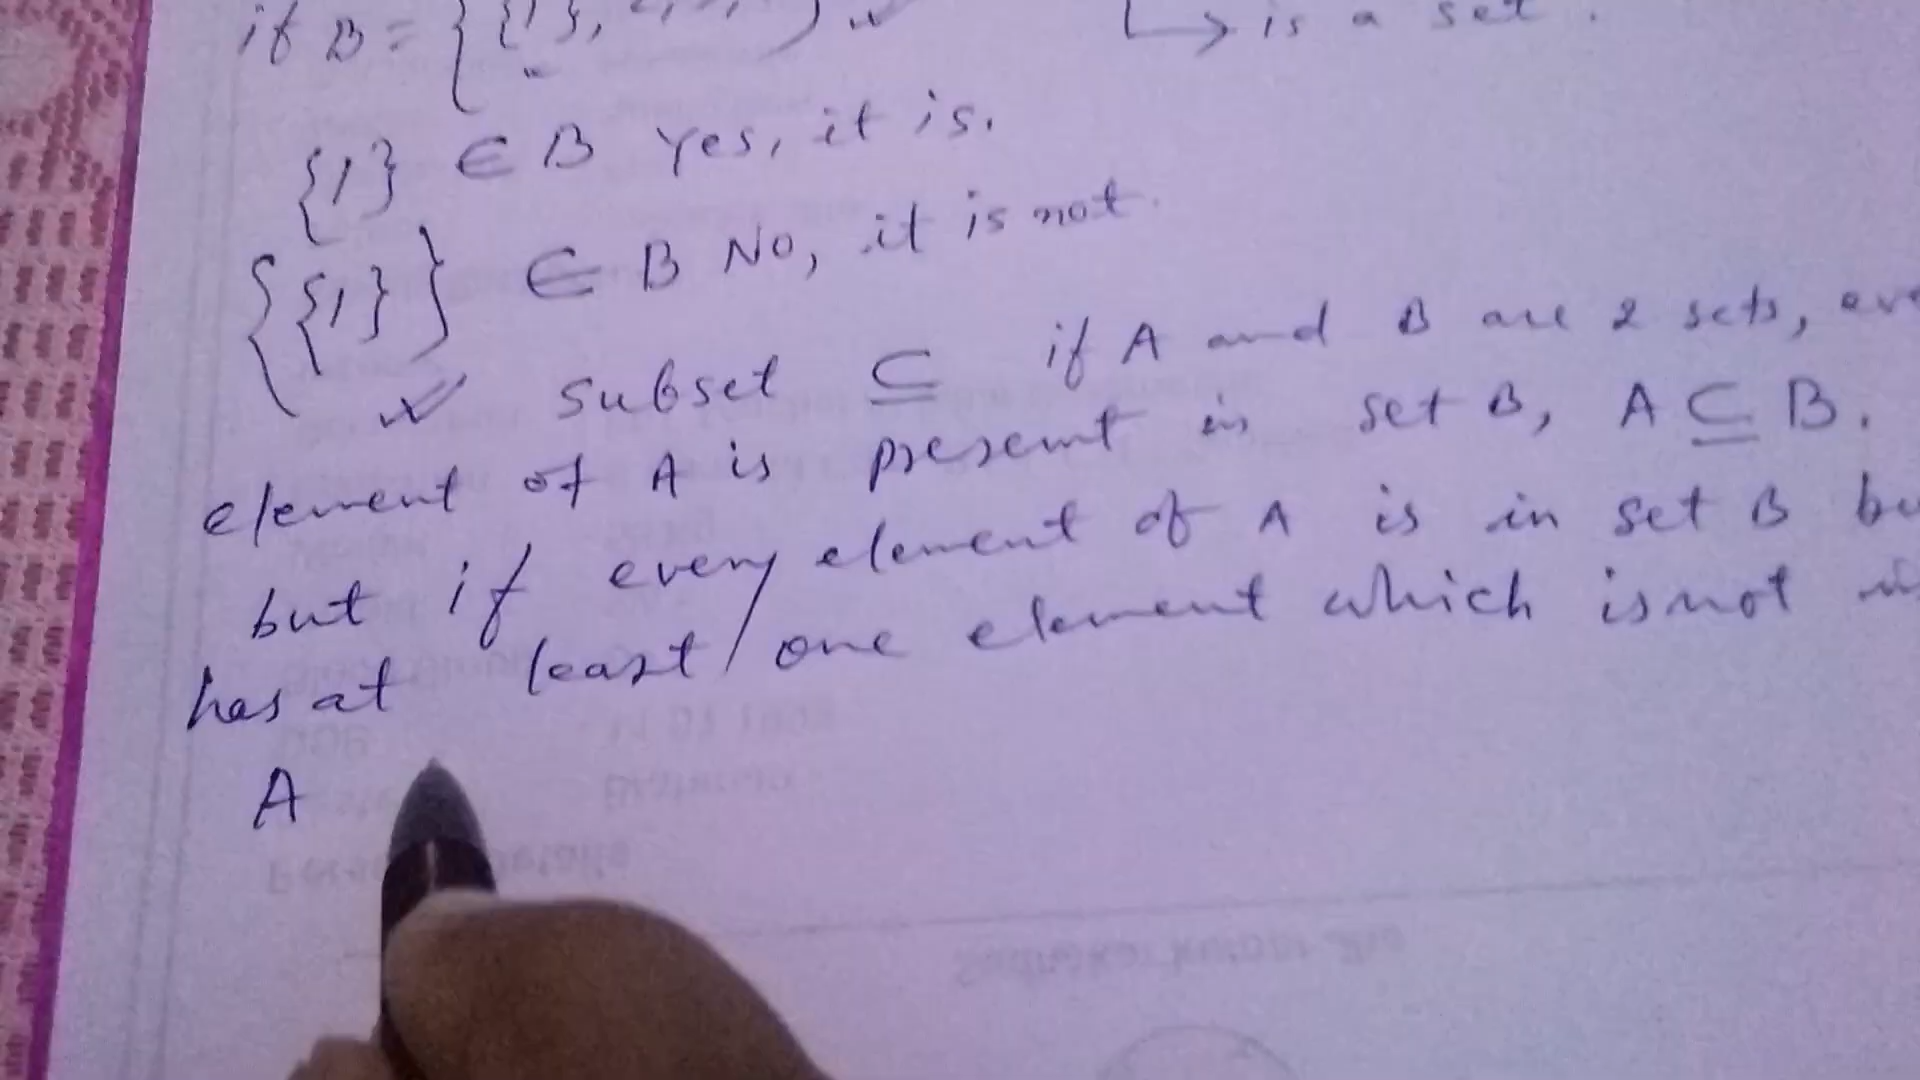 if B = { {1},
↳ is a set.
{1} ∈ B Yes, it is.
{{1}} ∈ B No, it is not.
subset ⊆ if A and B are 2 sets,
element of A is present in set B, A ⊆ B.
but if every element of A is in set B
has at least one element which is not
A